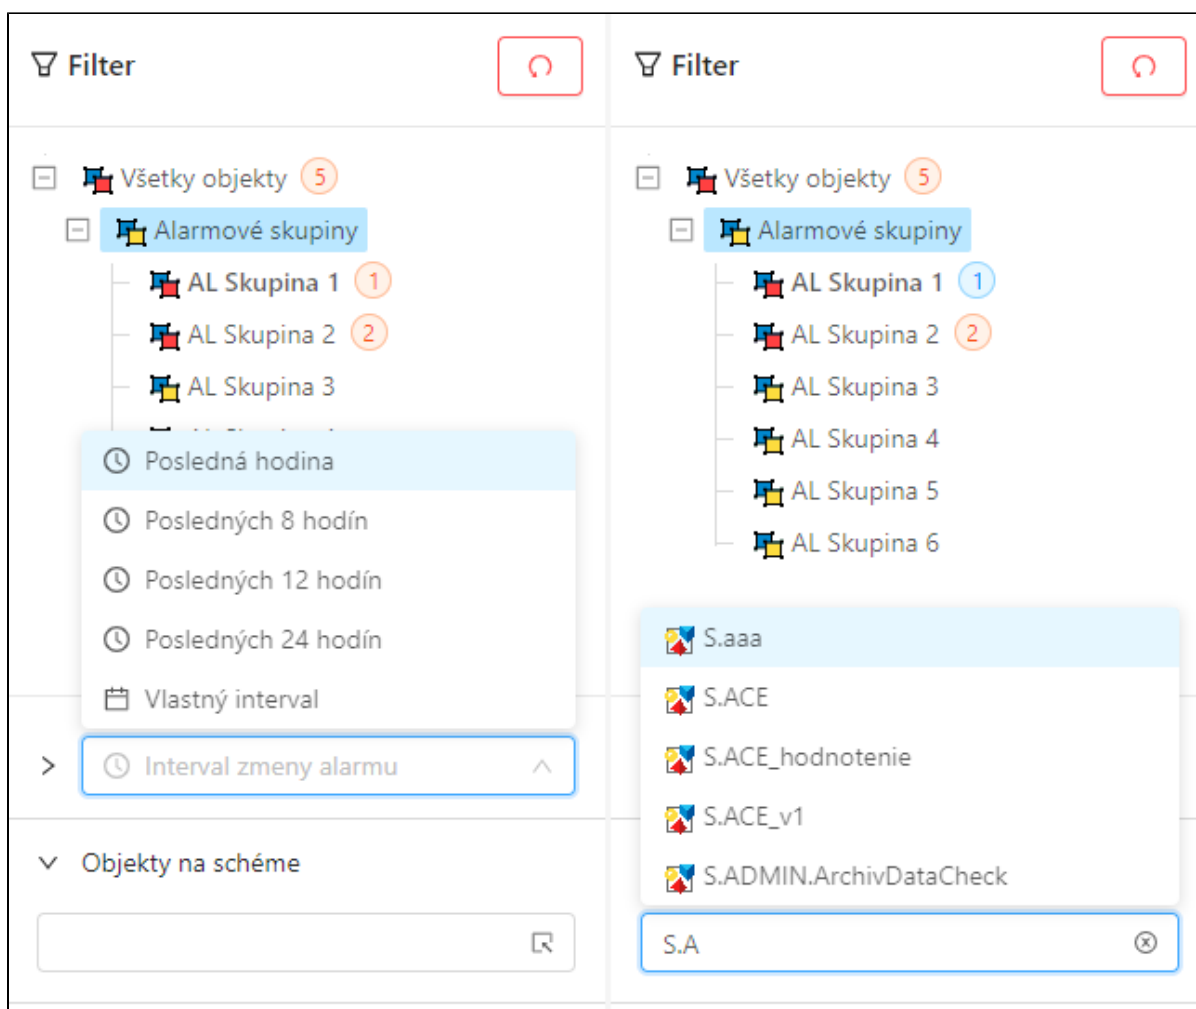 Filter
Všetky objekty 5
Alarmové skupiny
AL Skupina 1 1
AL Skupina 2 2
AL Skupina 3
Posledná hodina
Posledných 8 hodín
Posledných 12 hodín
Posledných 24 hodín
Vlastný interval
Interval zmeny alarmu
Objekty na schéme
Filter
Všetky objekty 5
Alarmové skupiny
AL Skupina 1 1
AL Skupina 2 2
AL Skupina 3
AL Skupina 4
AL Skupina 5
AL Skupina 6
S.aaa
S.ACE
S.ACE_hodnotenie
S.ACE_v1
S.ADMIN.ArchivDataCheck
S.A